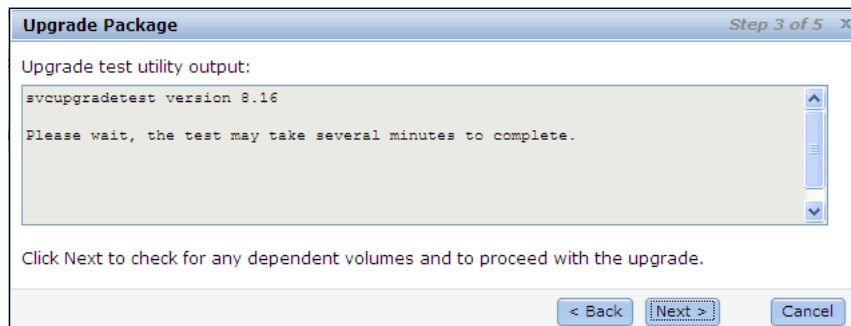 Upgrade Package
Step 3 of 5 X
Upgrade test utility output:
svcupgradetest version 8.16
Please wait, the test may take several minutes to complete.
Click Next to check for any dependent volumes and to proceed with the upgrade.
< Back
Next >
Cancel